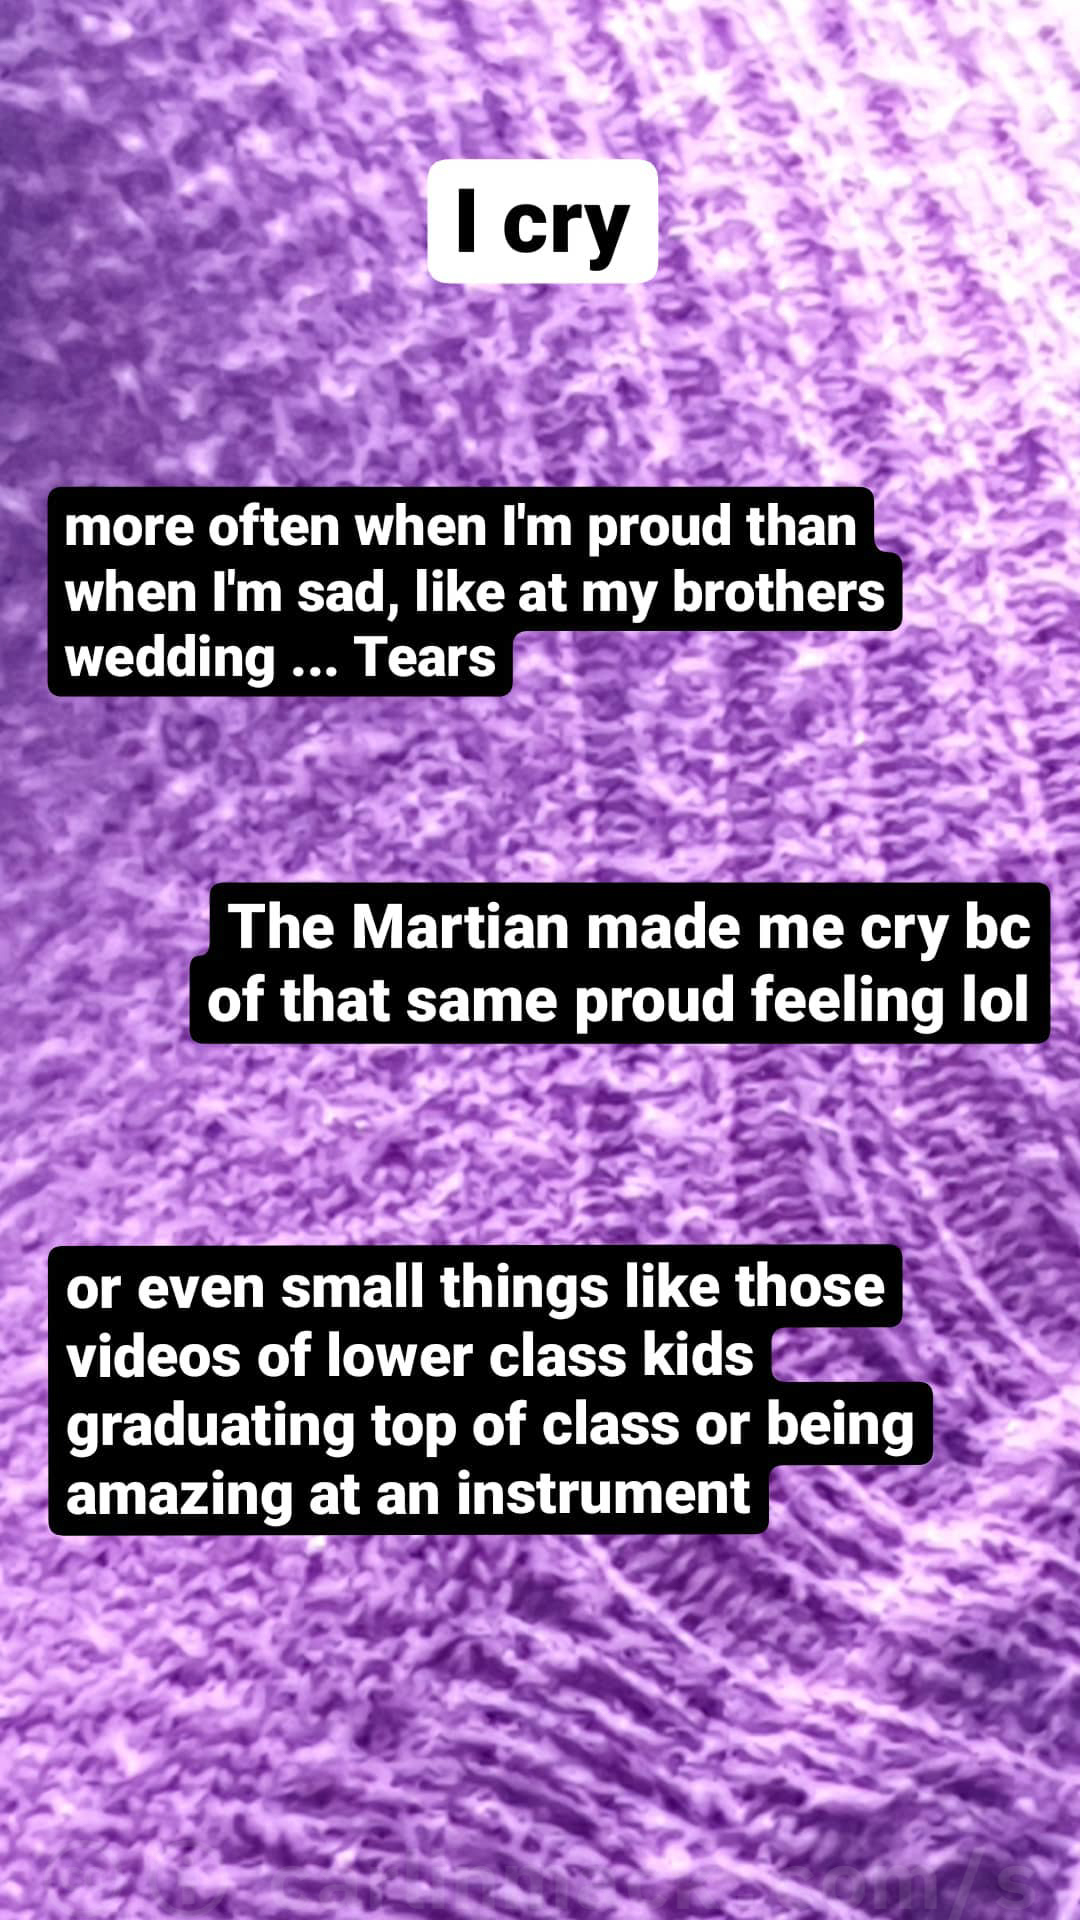 I cry
more often when I'm proud than
when I'm sad, like at my brothers
wedding ... Tears
The Martian made me cry bc
of that same proud feeling lol
or even small things like those
videos of lower class kids
graduating top of class or being
amazing at an instrument